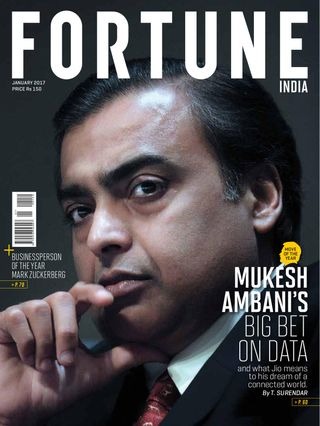 FORTUNE
INDIA
JANUARY 2017
PRICE Rs 150
MOVE
OF THE
YEAR
MUKESH
AMBANI'S
BIG BET
ON DATA
and what Jio means
to his dream of a
connected world.
By T. SURENDAR
» P. 60
+
BUSINESSPERSON
OF THE YEAR
MARK ZUCKERBERG
» P. 78